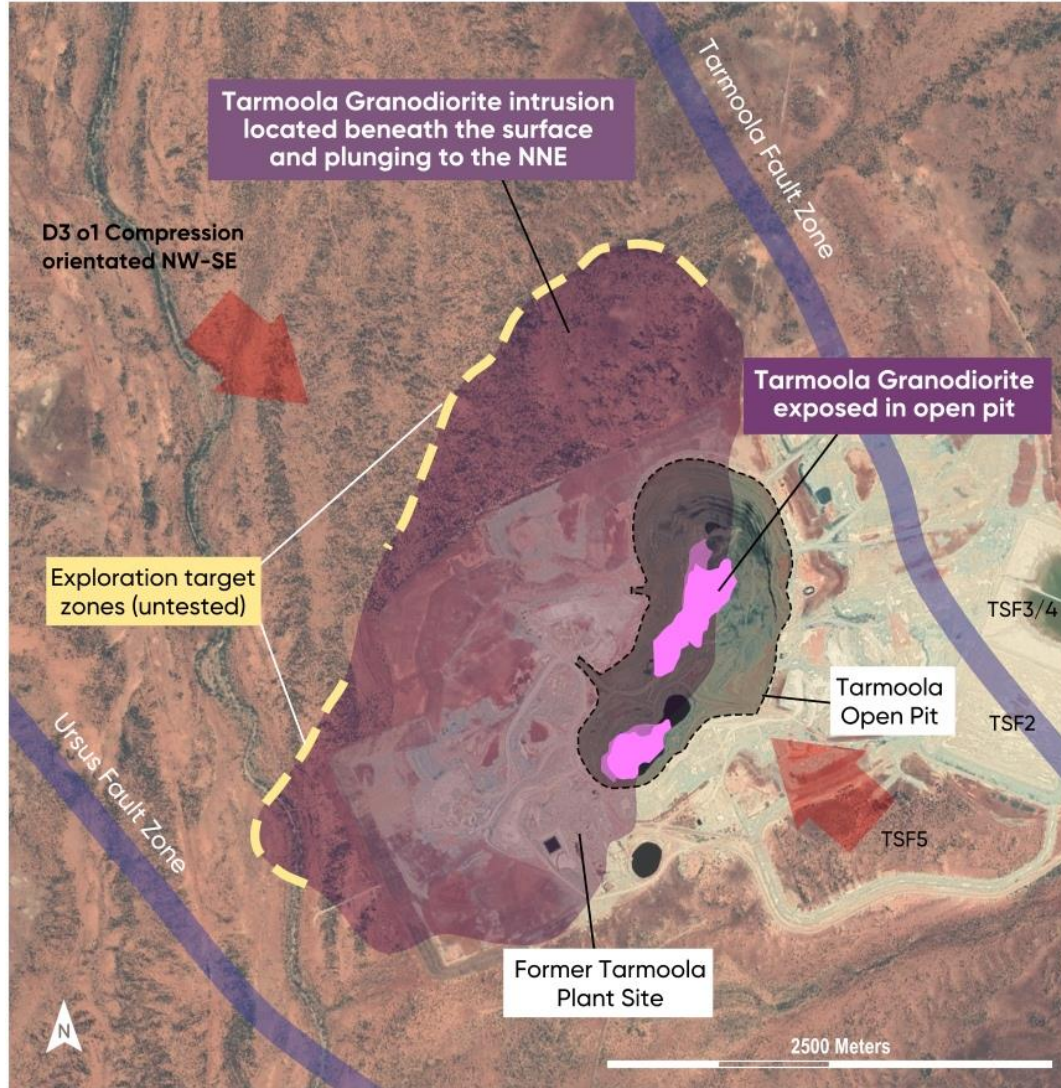 Tarmoola Granodiorite intrusion
located beneath the surface
and plunging to the NNE
Tarmoola Fault Zone
D3 σ1 Compression
orientated NW-SE
Tarmoola Granodiorite
exposed in open pit
Exploration target
zones (untested)
TSF3/4
Tarmoola
Open Pit
TSF2
Ursus Fault Zone
TSF5
Former Tarmoola
Plant Site
N
2500 Meters